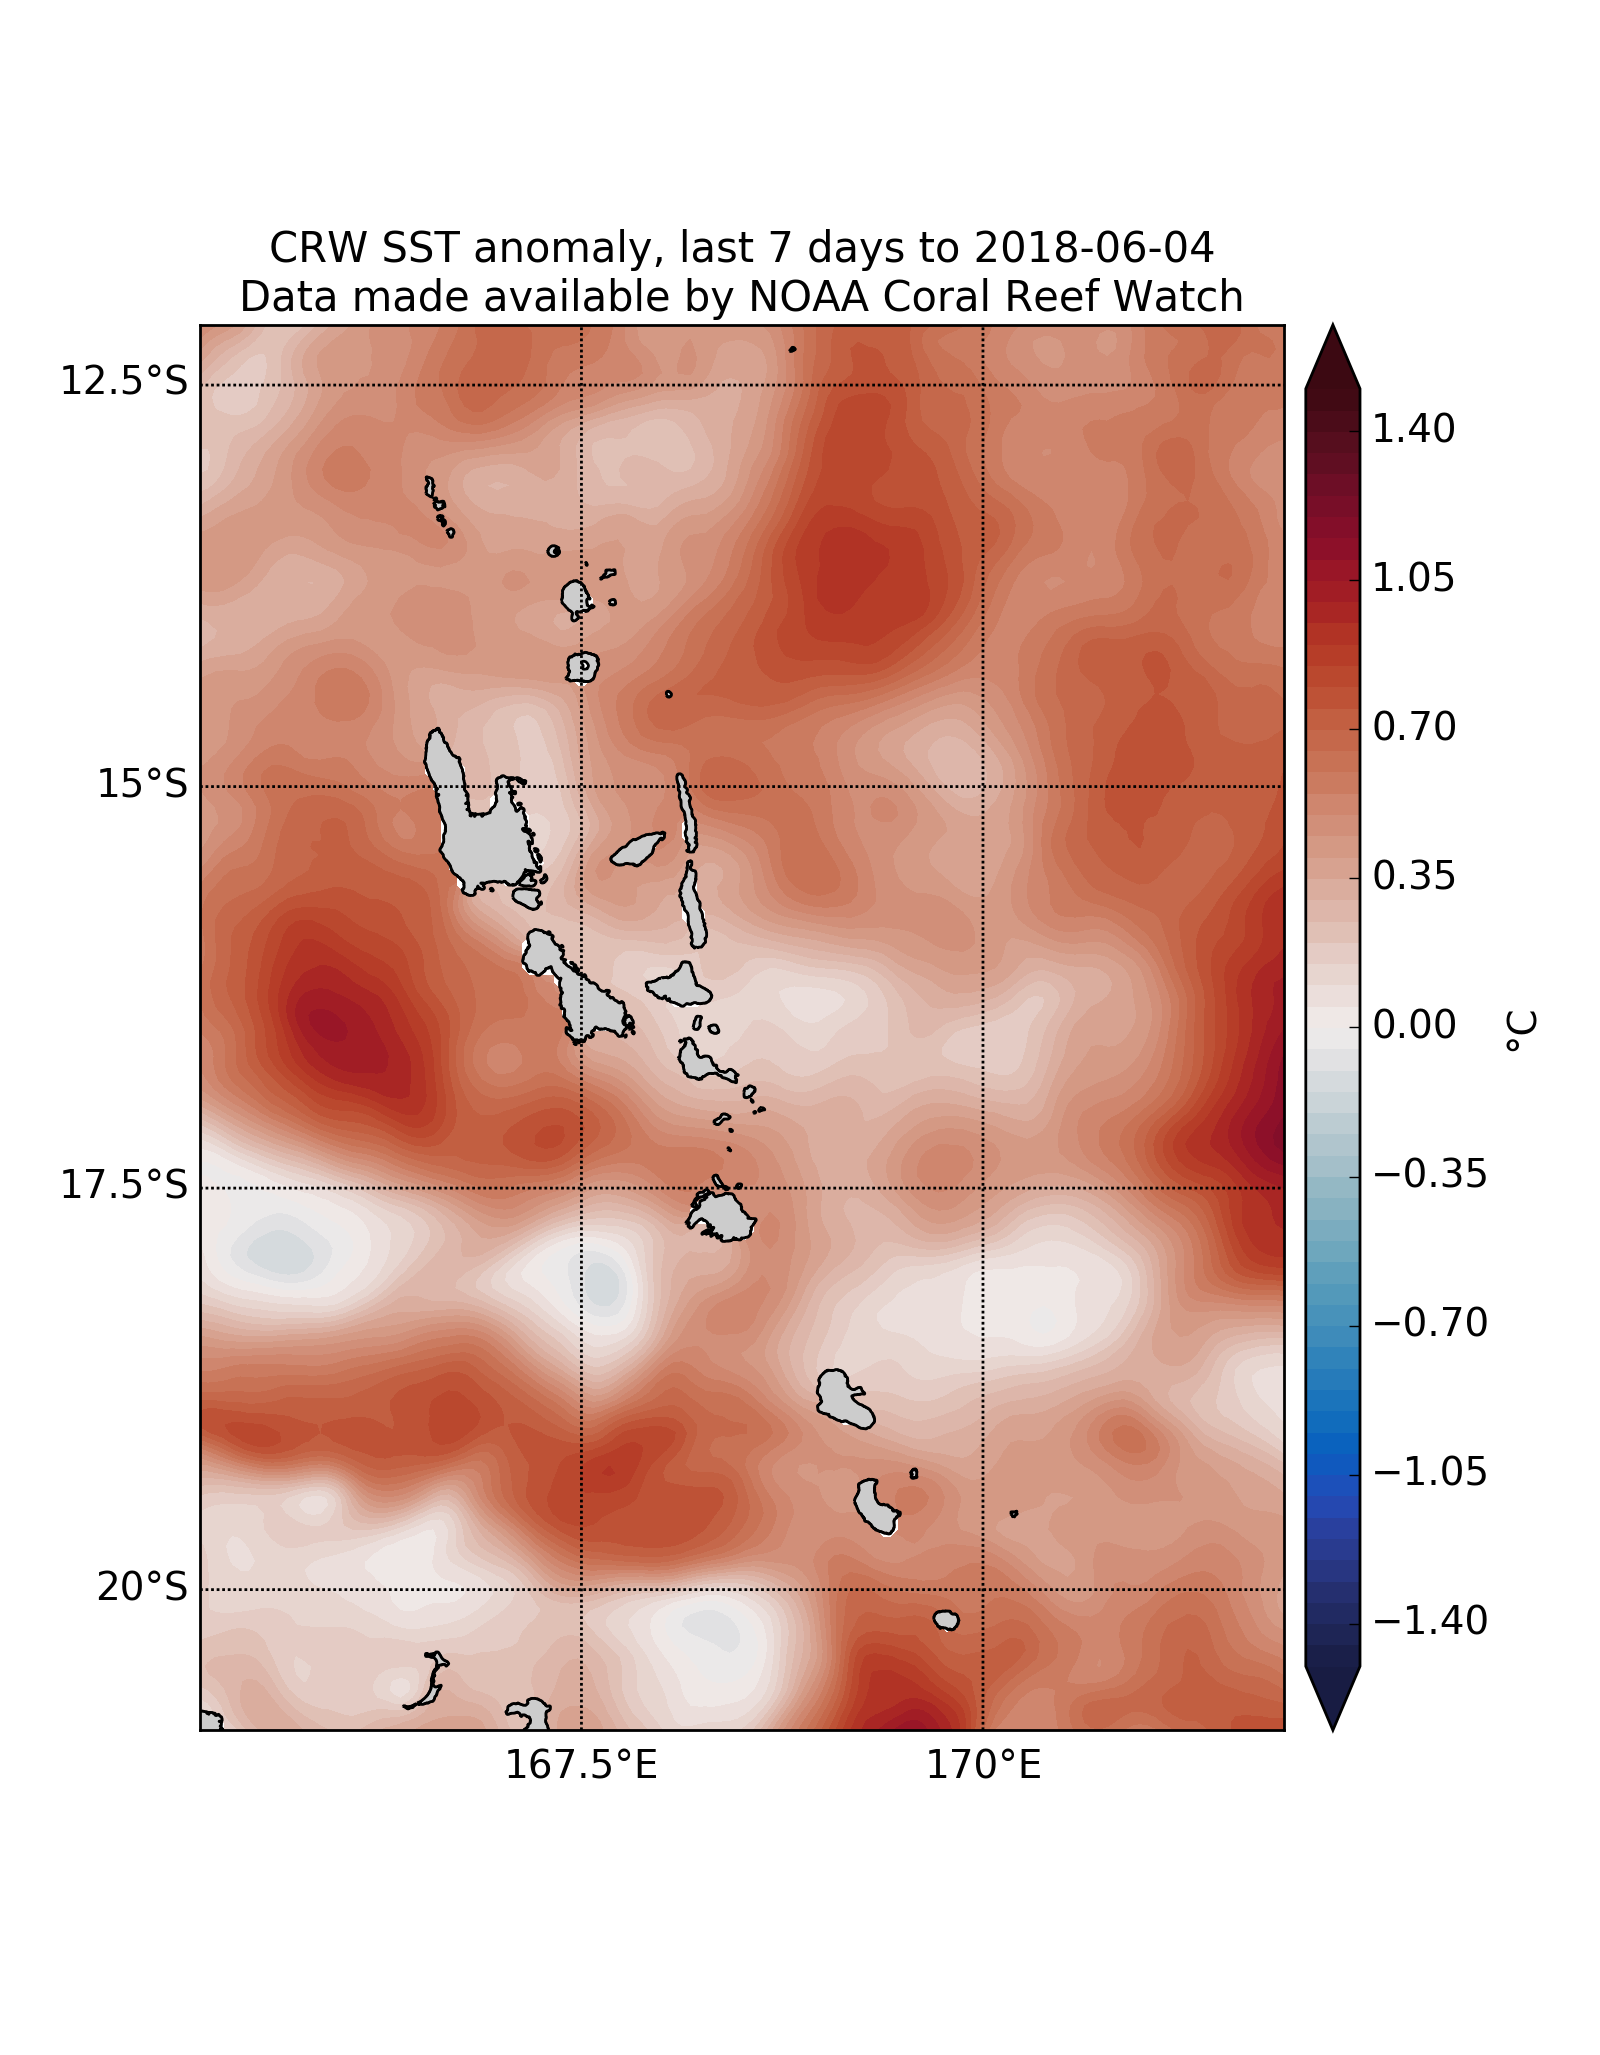 CRW SST anomaly, last 7 days to 2018-06-04
Data made available by NOAA Coral Reef Watch
12.5°S
15°S
17.5°S
20°S
167.5°E
170°E
1.40
1.05
0.70
0.35
0.00
−0.35
−0.70
−1.05
−1.40
°C